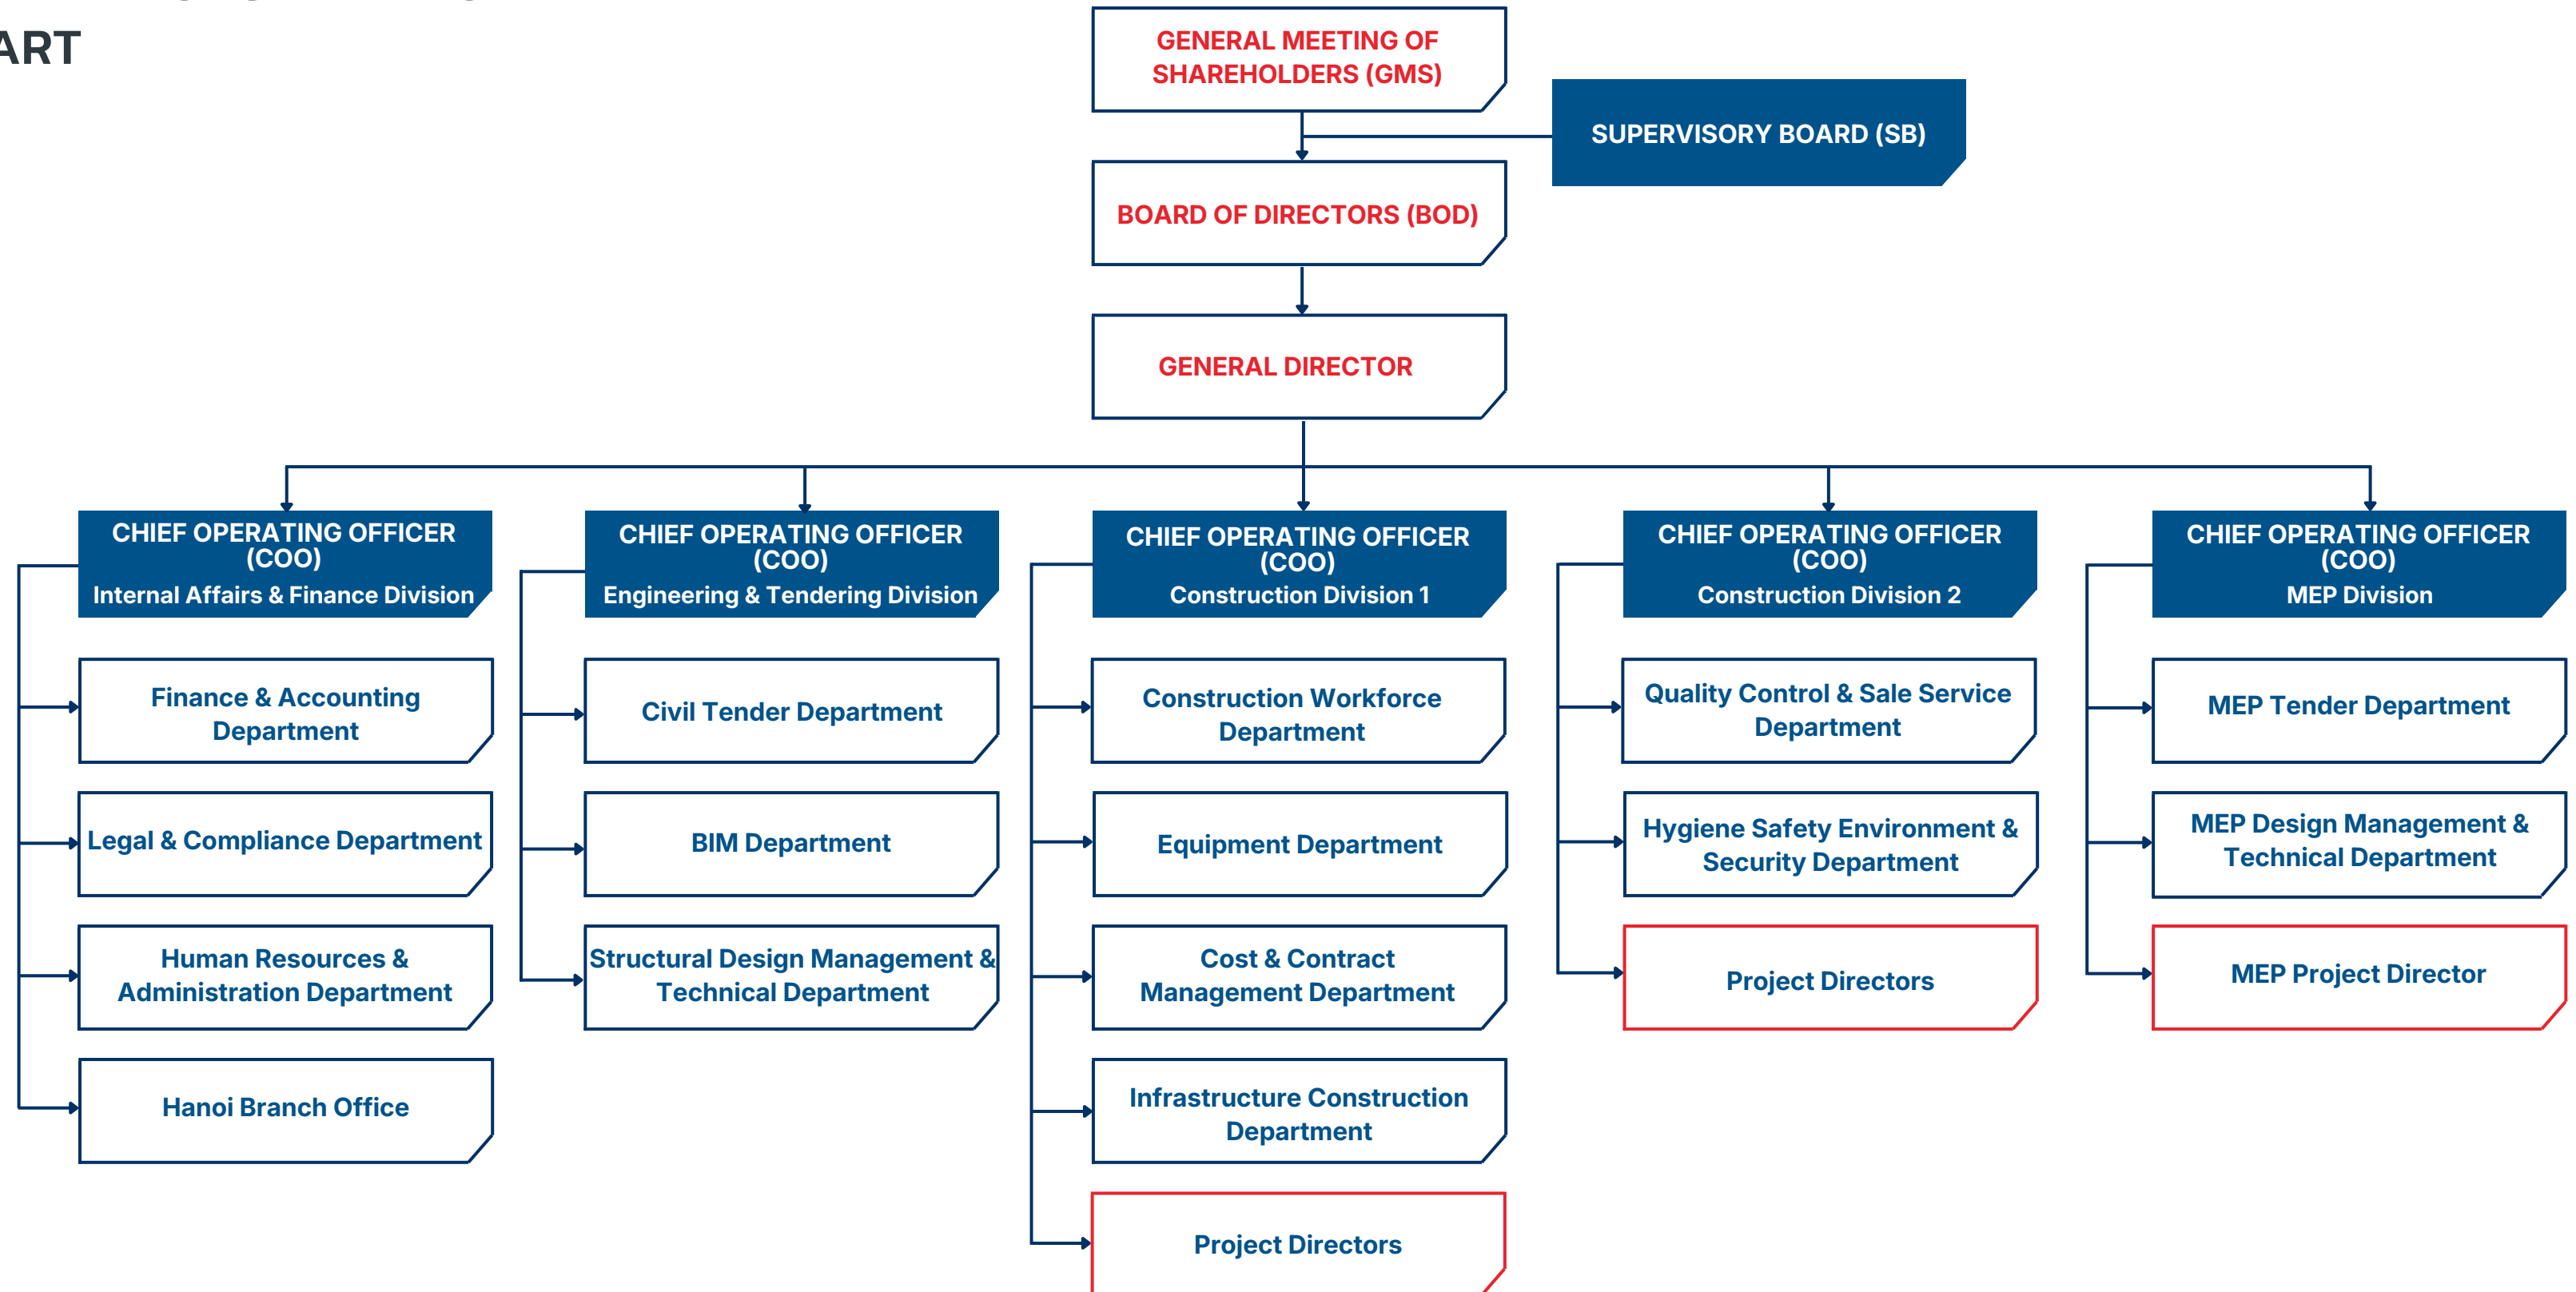 ART
GENERAL MEETING OF
SHAREHOLDERS (GMS)
SUPERVISORY BOARD (SB)
BOARD OF DIRECTORS (BOD)
GENERAL DIRECTOR
CHIEF OPERATING OFFICER
(COO)
Internal Affairs & Finance Division
Finance & Accounting
Department
Legal & Compliance Department
Human Resources &
Administration Department
Hanoi Branch Office
CHIEF OPERATING OFFICER
(COO)
Engineering & Tendering Division
Civil Tender Department
BIM Department
Structural Design Management &
Technical Department
CHIEF OPERATING OFFICER
(COO)
Construction Division 1
Construction Workforce
Department
Equipment Department
Cost & Contract
Management Department
Infrastructure Construction
Department
Project Directors
CHIEF OPERATING OFFICER
(COO)
Construction Division 2
Quality Control & Sale Service
Department
Hygiene Safety Environment &
Security Department
Project Directors
CHIEF OPERATING OFFICER
(COO)
MEP Division
MEP Tender Department
MEP Design Management &
Technical Department
MEP Project Director